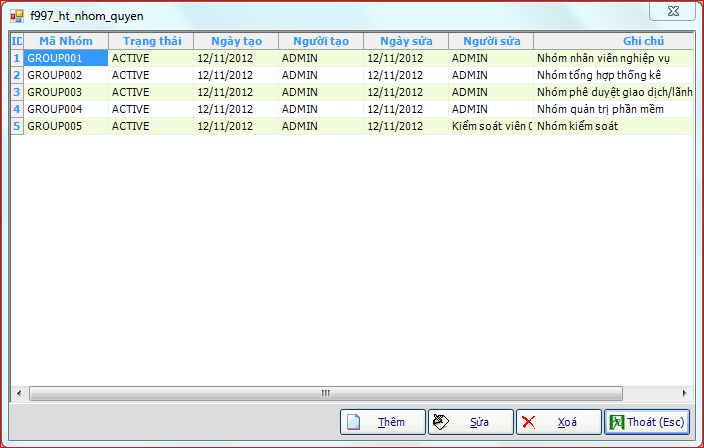 f997_ht_nhom_quyen
ID Mã Nhóm Trạng thái Ngày tạo Người tạo Ngày sửa Người sửa Ghi chú
1 GROUP001 ACTIVE 12/11/2012 ADMIN 12/11/2012 ADMIN Nhóm nhân viên nghiệp vụ
2 GROUP002 ACTIVE 12/11/2012 ADMIN 12/11/2012 ADMIN Nhóm tổng hợp thống kê
3 GROUP003 ACTIVE 12/11/2012 ADMIN 12/11/2012 ADMIN Nhóm phê duyệt giao dịch/lãnh
4 GROUP004 ACTIVE 12/11/2012 ADMIN 12/11/2012 ADMIN Nhóm quản trị phần mềm
5 GROUP005 ACTIVE 12/11/2012 ADMIN 12/11/2012 Kiểm soát viên 0 Nhóm kiểm soát
Thêm Sửa Xoá Thoát (Esc)